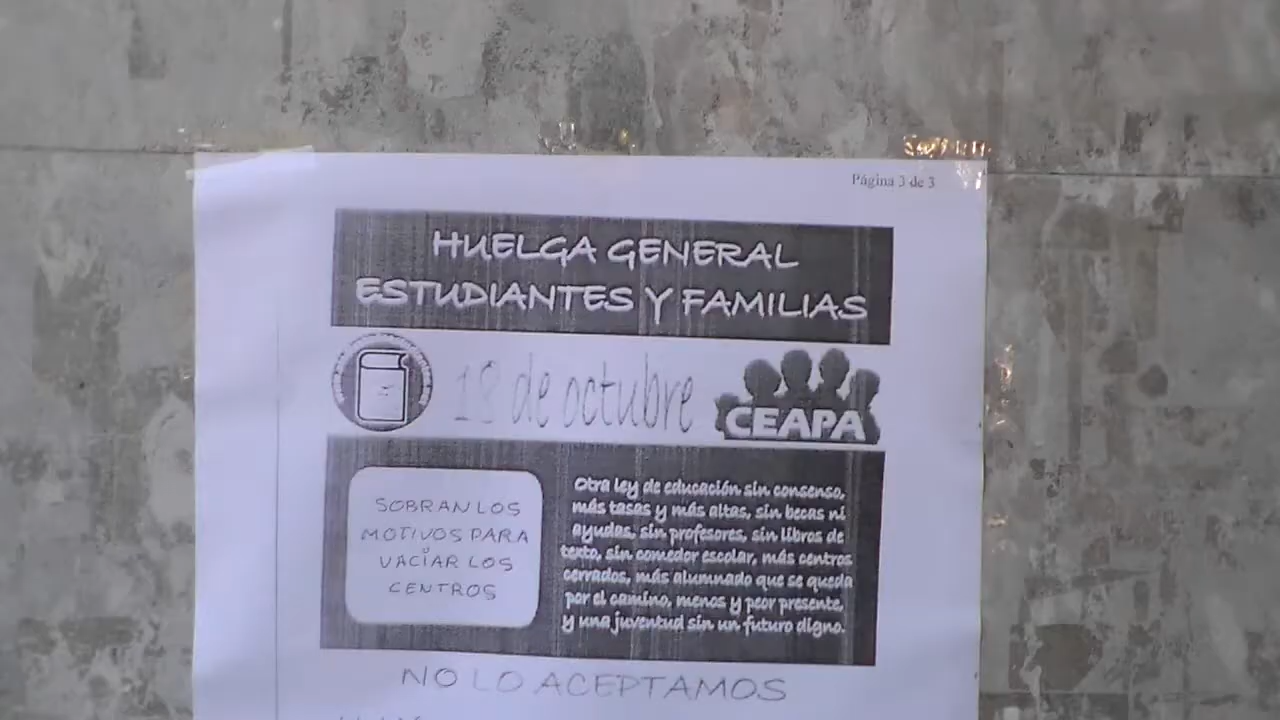 Página 3 de 3
HUELGA GENERAL
ESTUDIANTES Y FAMILIAS
18 de octubre
CEAPA
SOBRAN LOS
MOTIVOS PARA
VACÍAR LOS
CENTROS
Otra ley de educación sin consenso,
más tasas y más altas, sin becas ni
ayudas, sin profesores, sin libros de
texto, sin comedor escolar, más centros
cerrados, más alumnado que se queda
por el camino, menos y peor presente,
y una juventud sin un futuro digno.
NO LO ACEPTAMOS